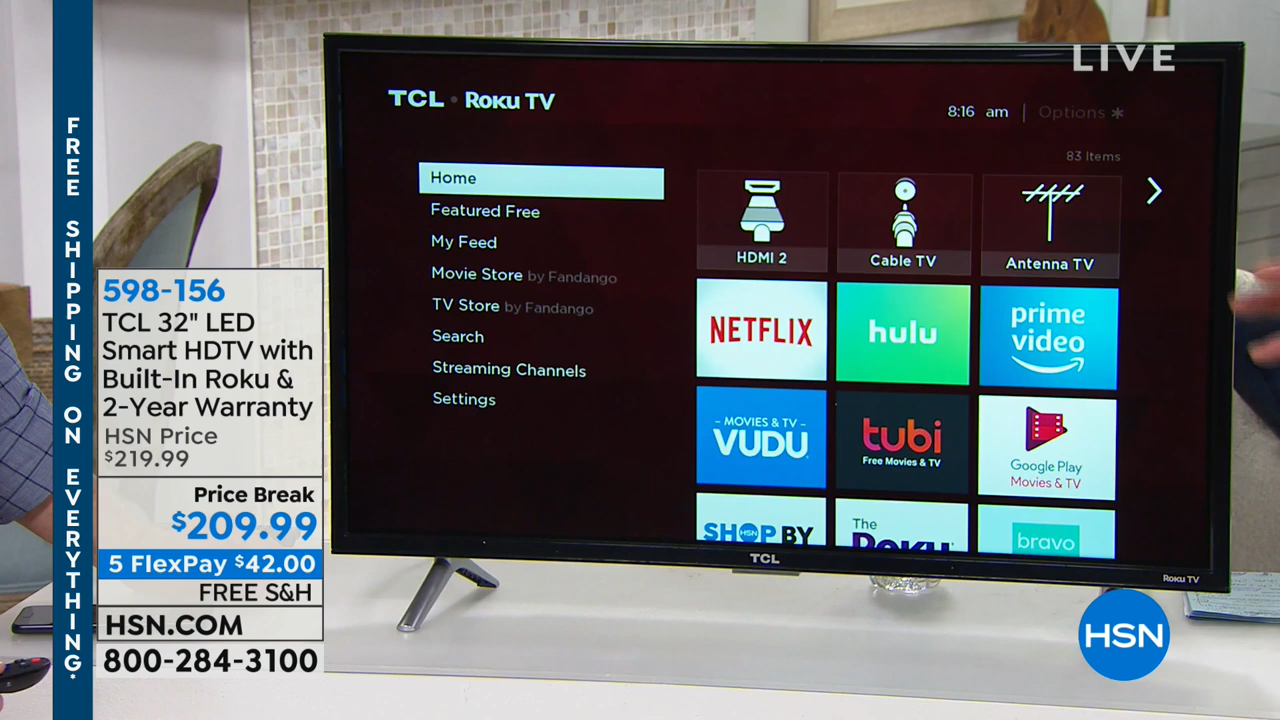 LIVE
FREE SHIPPING ON EVERYTHING*
598-156
TCL 32" LED
Smart HDTV with
Built-In Roku &
2-Year Warranty
HSN Price
$219.99
Price Break
$209.99
5 FlexPay $42.00
FREE S&H
HSN.COM
800-284-3100
TCL • Roku TV
8:16 am | Options *
83 Items
Home
Featured Free
My Feed
Movie Store by Fandango
TV Store by Fandango
Search
Streaming Channels
Settings
HDMI 2
Cable TV
Antenna TV
NETFLIX
hulu
prime
video
MOVIES & TV
VUDU
tubi
Free Movies & TV
Google Play
Movies & TV
SHOP BY
HSN
The
Roku
bravo
TCL
Roku TV
HSN